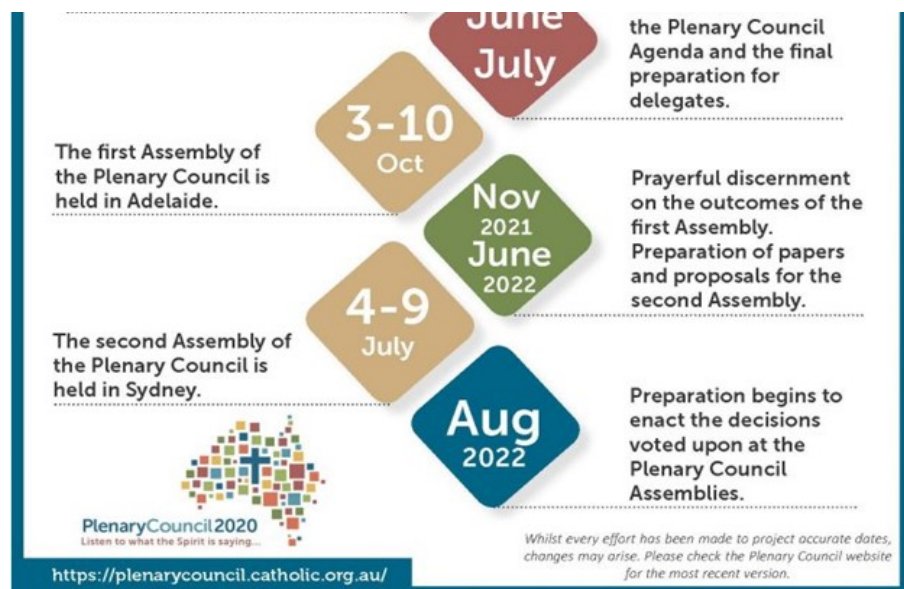 June
July
the Plenary Council
Agenda and the final
preparation for
delegates.
3-10
Oct
The first Assembly of
the Plenary Council is
held in Adelaide.
Nov
2021
June
2022
Prayerful discernment
on the outcomes of the
first Assembly.
Preparation of papers
and proposals for the
second Assembly.
4-9
July
The second Assembly of
the Plenary Council is
held in Sydney.
Aug
2022
Preparation begins to
enact the decisions
voted upon at the
Plenary Council
Assemblies.
PlenaryCouncil2020
Listen to what the Spirit is saying...
Whilst every effort has been made to project accurate dates,
changes may arise. Please check the Plenary Council website
for the most recent version.
https://plenarycouncil.catholic.org.au/